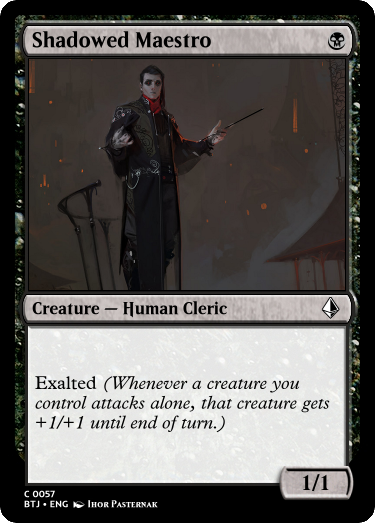 Shadowed Maestro
Creature — Human Cleric
Exalted (Whenever a creature you
control attacks alone, that creature gets
+1/+1 until end of turn.)
1/1
C 0057
BTJ • ENG Ihor Pasternak